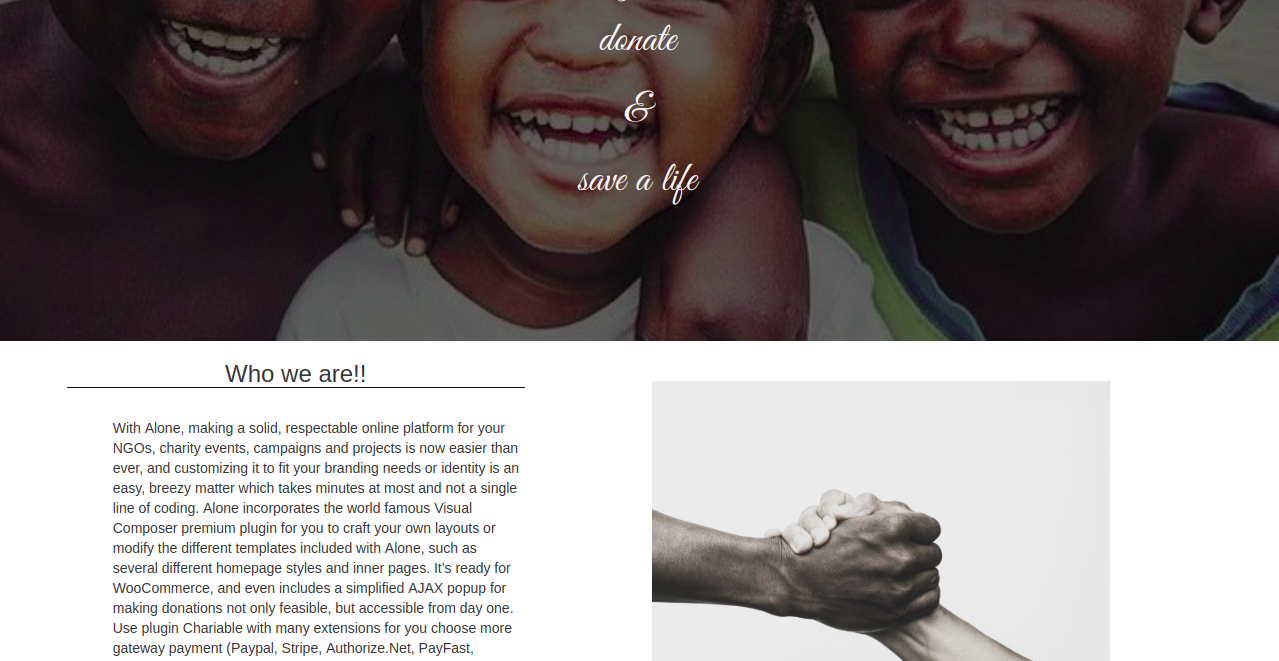 donate
&
save a life
Who we are!!
With Alone, making a solid, respectable online platform for your
NGOs, charity events, campaigns and projects is now easier than
ever, and customizing it to fit your branding needs or identity is an
easy, breezy matter which takes minutes at most and not a single
line of coding. Alone incorporates the world famous Visual
Composer premium plugin for you to craft your own layouts or
modify the different templates included with Alone, such as
several different homepage styles and inner pages. It’s ready for
WooCommerce, and even includes a simplified AJAX popup for
making donations not only feasible, but accessible from day one.
Use plugin Chariable with many extensions for you choose more
gateway payment (Paypal, Stripe, Authorize.Net, PayFast,